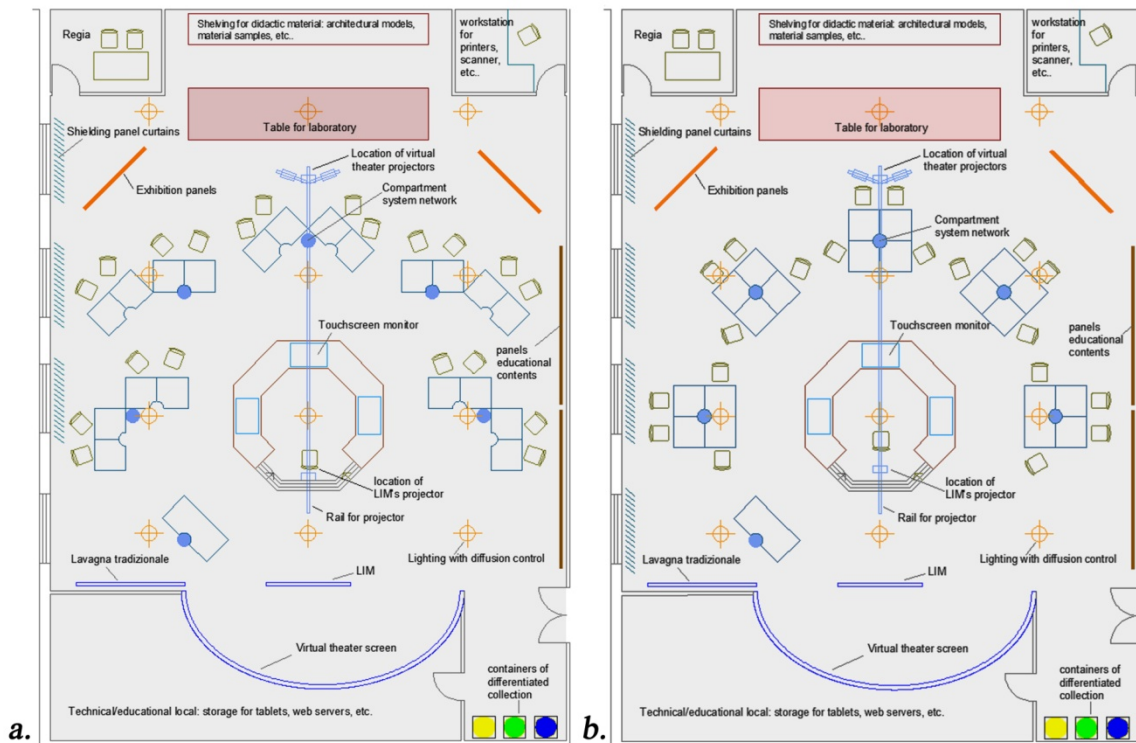 Regia
Shelving for didactic material: architectural models,
material samples, etc..
workstation
for
printers,
scanner,
etc..
Table for laboratory
Shielding panel curtains
Location of virtual
theater projectors
Exhibition panels
Compartment
system network
Touchscreen monitor
panels
educational
contents
location of
LIM's projector
Rail for projector
Lavagna tradizionale
LIM
Lighting with diffusion control
Virtual theater screen
containers of
differentiated
collection
Technical/educational local: storage for tablets, web servers, etc.
a.
Regia
Shelving for didactic material: architectural models,
material samples, etc..
workstation
for
printers,
scanner,
etc..
Table for laboratory
Shielding panel curtains
Location of virtual
theater projectors
Exhibition panels
Compartment
system network
Touchscreen monitor
panels
educational
contents
location of
LIM's projector
Rail for projector
Lavagna tradizionale
LIM
Lighting with diffusion control
Virtual theater screen
containers of
differentiated
collection
Technical/educational local: storage for tablets, web servers, etc.
b.